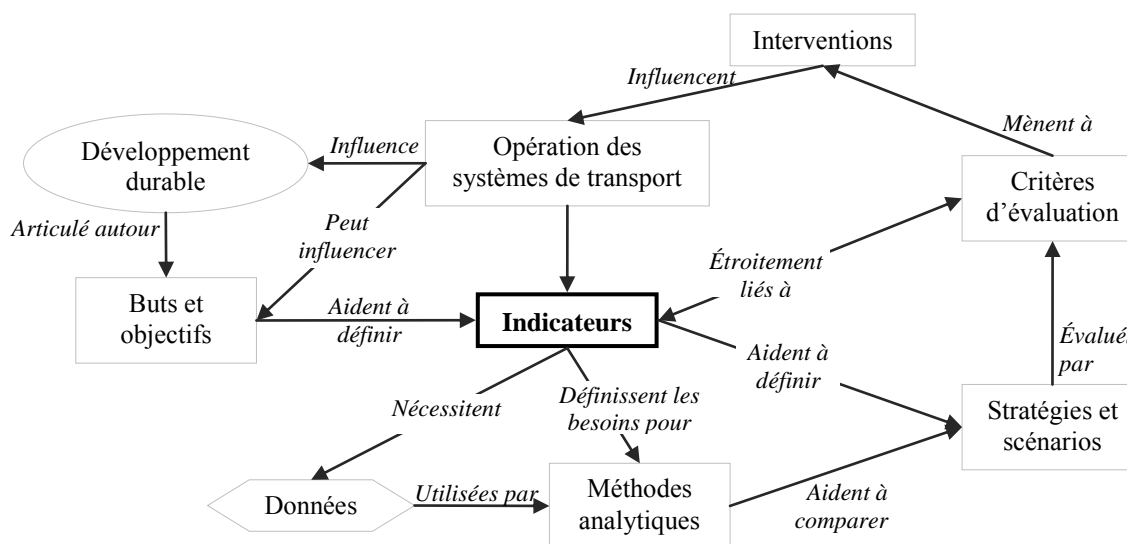 Interventions
Influencent
Mènent à
Développement
durable
Influence
Opération des
systèmes de transport
Critères
d’évaluation
Articulé autour
Peut
influencer
Étroitement
liés à
Buts et
objectifs
Aident à
définir
Indicateurs
Aident à
définir
Évalués
par
Nécessitent
Définissent les
besoins pour
Stratégies et
scénarios
Données
Utilisées par
Méthodes
analytiques
Aident à
comparer